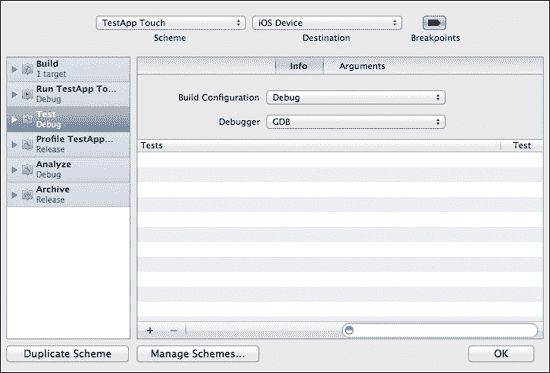 TestApp Touch
iOS Device
Scheme
Destination
Breakpoints
Build
1 target
Run TestApp To...
Debug
Test
Debug
Profile TestApp...
Release
Analyze
Debug
Archive
Release
Info
Arguments
Build Configuration
Debug
Debugger
GDB
Tests
Test
+
−
Duplicate Scheme
Manage Schemes...
OK